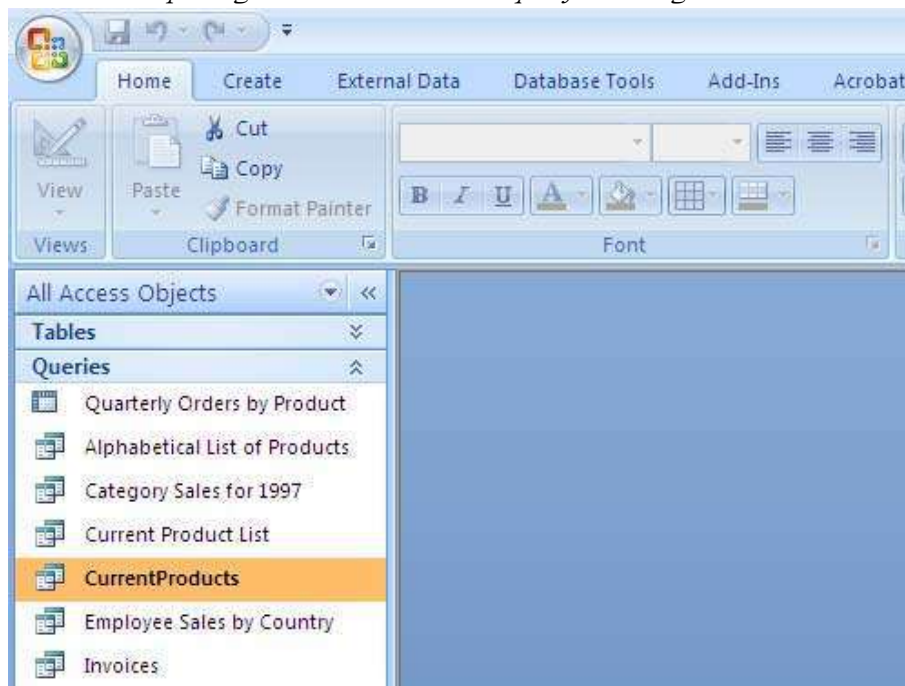 Home Create External Data Database Tools Add-Ins Acrobat
Cut
Copy
Format Painter
View
Paste
B I U A
Views
Clipboard
Font
All Access Objects
Tables
Queries
Quarterly Orders by Product
Alphabetical List of Products
Category Sales for 1997
Current Product List
CurrentProducts
Employee Sales by Country
Invoices